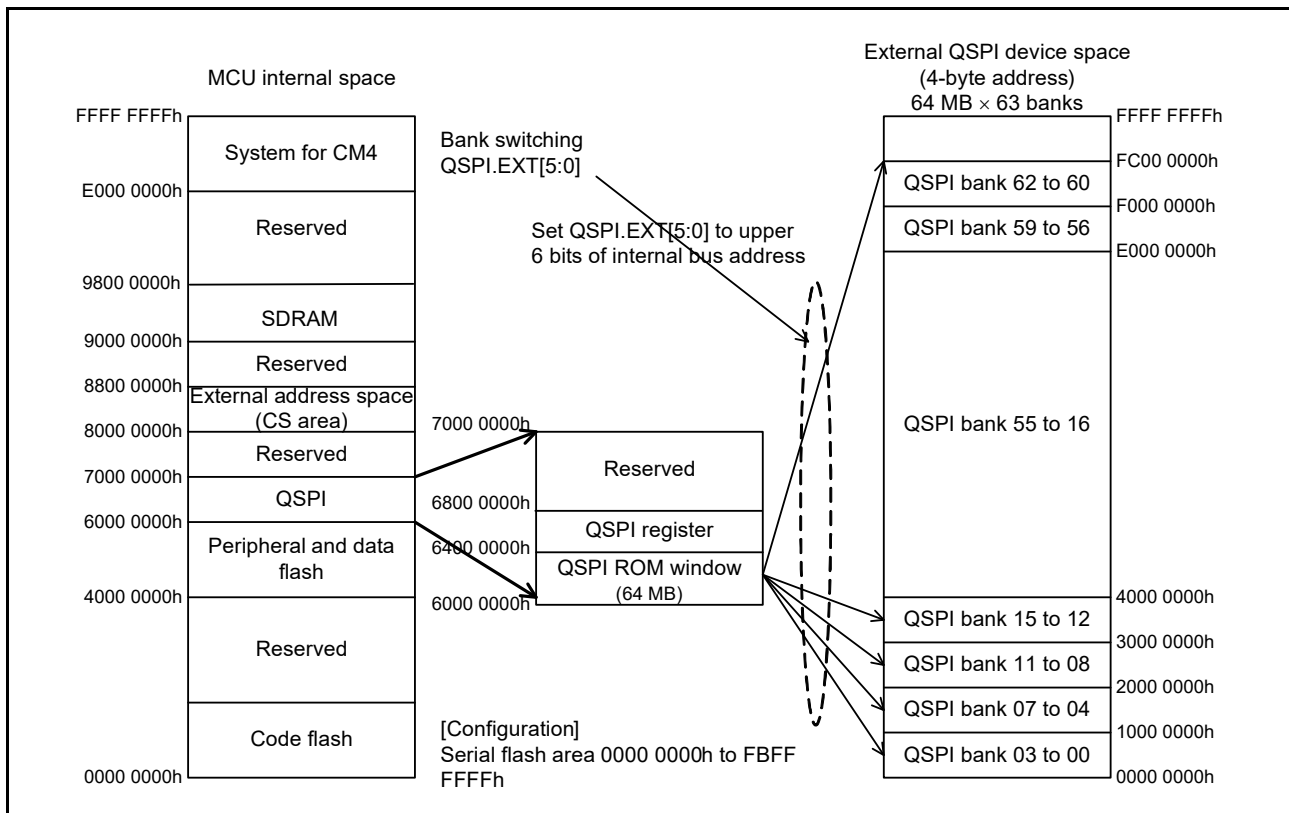 MCU internal space
FFFF FFFFh
System for CM4
E000 0000h
Reserved
9800 0000h
SDRAM
9000 0000h
Reserved
8800 0000h
External address space
(CS area)
8000 0000h
Reserved
7000 0000h
QSPI
6000 0000h
Peripheral and data
flash
4000 0000h
Reserved
Code flash
0000 0000h
Bank switching
QSPI.EXT[5:0]
Set QSPI.EXT[5:0] to upper
6 bits of internal bus address
7000 0000h
Reserved
6800 0000h
QSPI register
6400 0000h
QSPI ROM window
(64 MB)
6000 0000h
[Configuration]
Serial flash area 0000 0000h to FBFF
FFFFh
External QSPI device space
(4-byte address)
64 MB × 63 banks
FFFF FFFFh
FC00 0000h
QSPI bank 62 to 60
F000 0000h
QSPI bank 59 to 56
E000 0000h
QSPI bank 55 to 16
4000 0000h
QSPI bank 15 to 12
3000 0000h
QSPI bank 11 to 08
2000 0000h
QSPI bank 07 to 04
1000 0000h
QSPI bank 03 to 00
0000 0000h